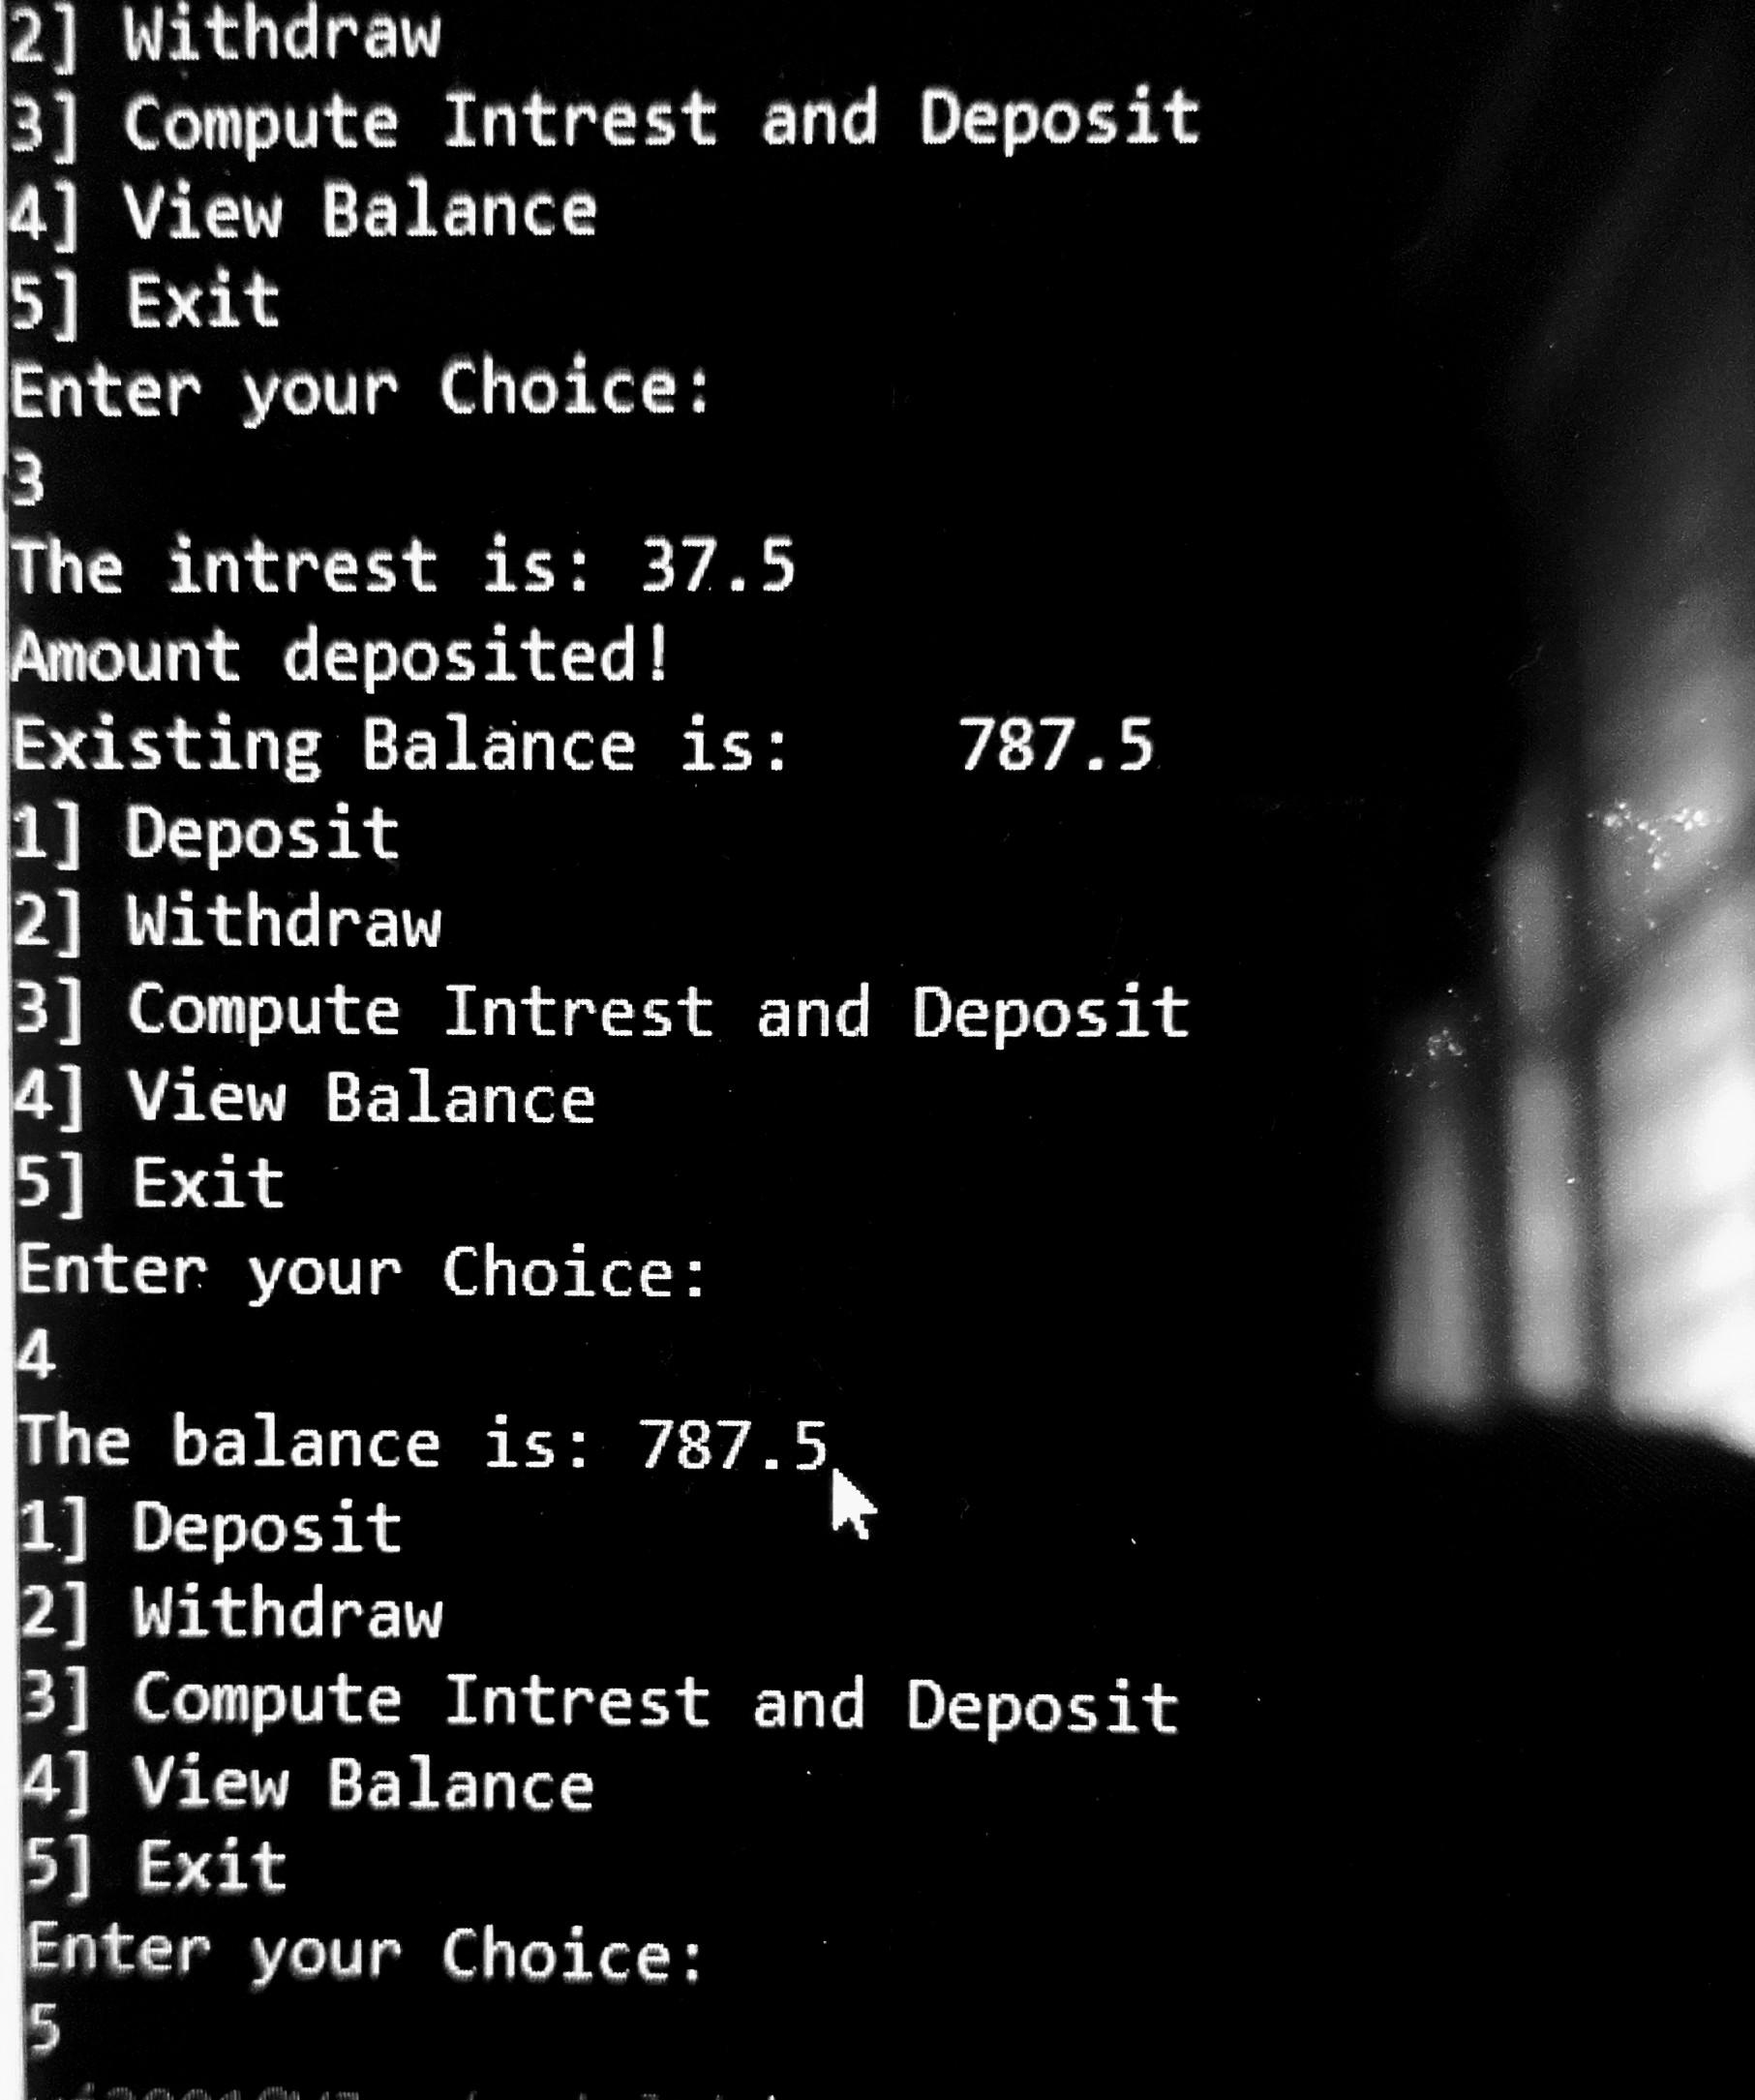 2] Withdraw
3] Compute Intrest and Deposit
4] View Balance
5] Exit
Enter your Choice:
3
The intrest is: 37.5
Amount deposited!
Existing Balance is:    787.5
1] Deposit
2] Withdraw
3] Compute Intrest and Deposit
4] View Balance
5] Exit
Enter your Choice:
4
The balance is: 787.5
1] Deposit
2] Withdraw
3] Compute Intrest and Deposit
4] View Balance
5] Exit
Enter your Choice:
5